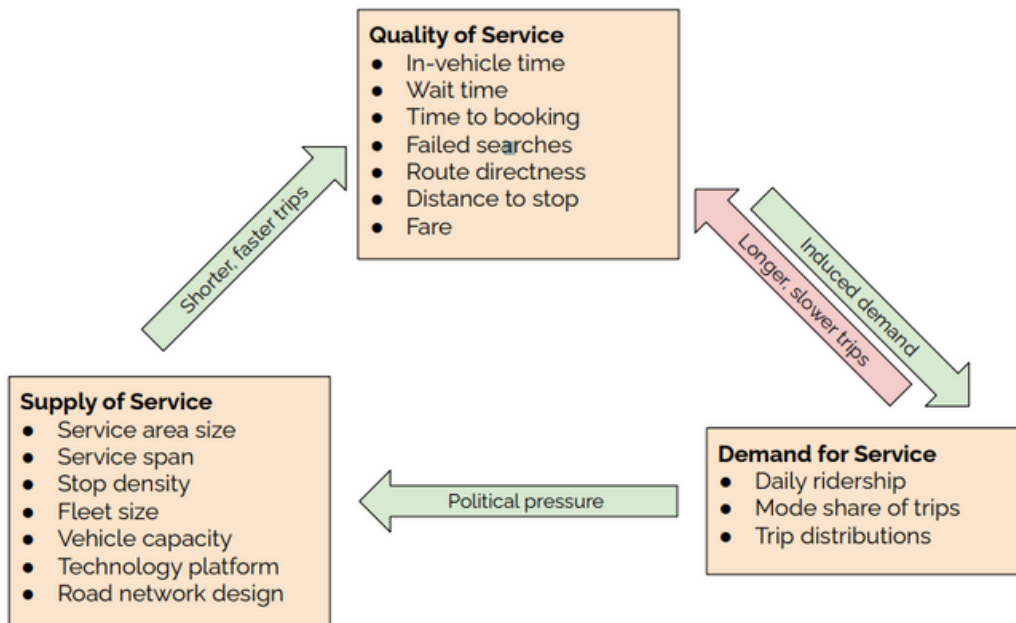 Quality of Service
● In-vehicle time
● Wait time
● Time to booking
● Failed searches
● Route directness
● Distance to stop
● Fare
Shorter, faster trips
Induced demand
Longer, slower trips
Supply of Service
● Service area size
● Service span
● Stop density
● Fleet size
● Vehicle capacity
● Technology platform
● Road network design
Political pressure
Demand for Service
● Daily ridership
● Mode share of trips
● Trip distributions